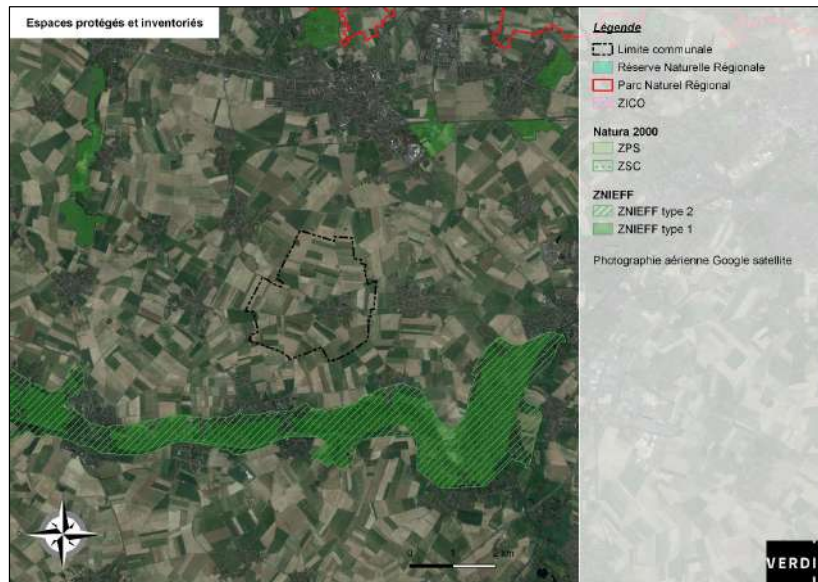 Espaces protégés et inventoriés
Légende
Limite communale
Réserve Naturelle Régionale
Parc Naturel Régional
ZICO
Natura 2000
ZPS
ZSC
ZNIEFF
ZNIEFF type 2
ZNIEFF type 1
Photographie aérienne Google satellite
0 1 2 km
VERDI